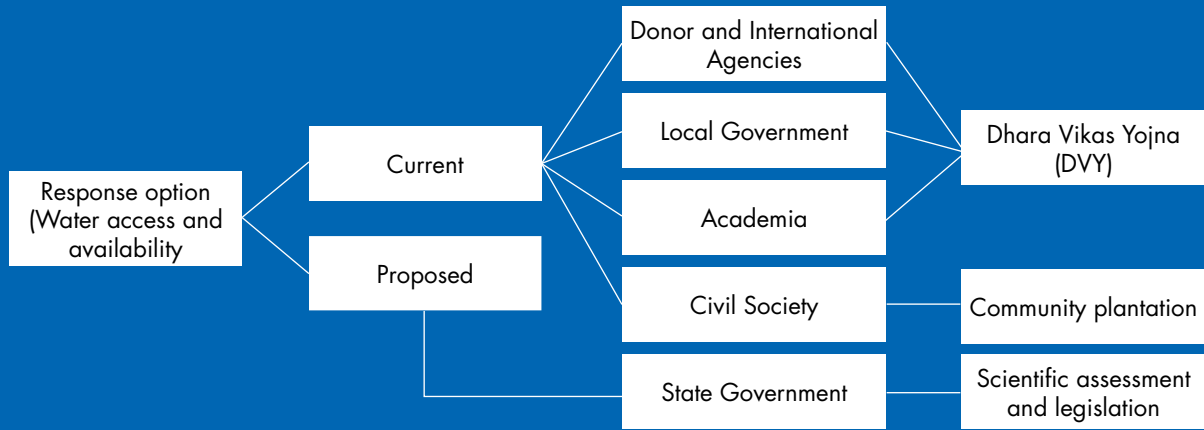 Response option
(Water access and
availability
Current
Proposed
Donor and International
Agencies
Local Government
Academia
Civil Society
State Government
Dhara Vikas Yojna
(DVY)
Community plantation
Scientific assessment
and legislation